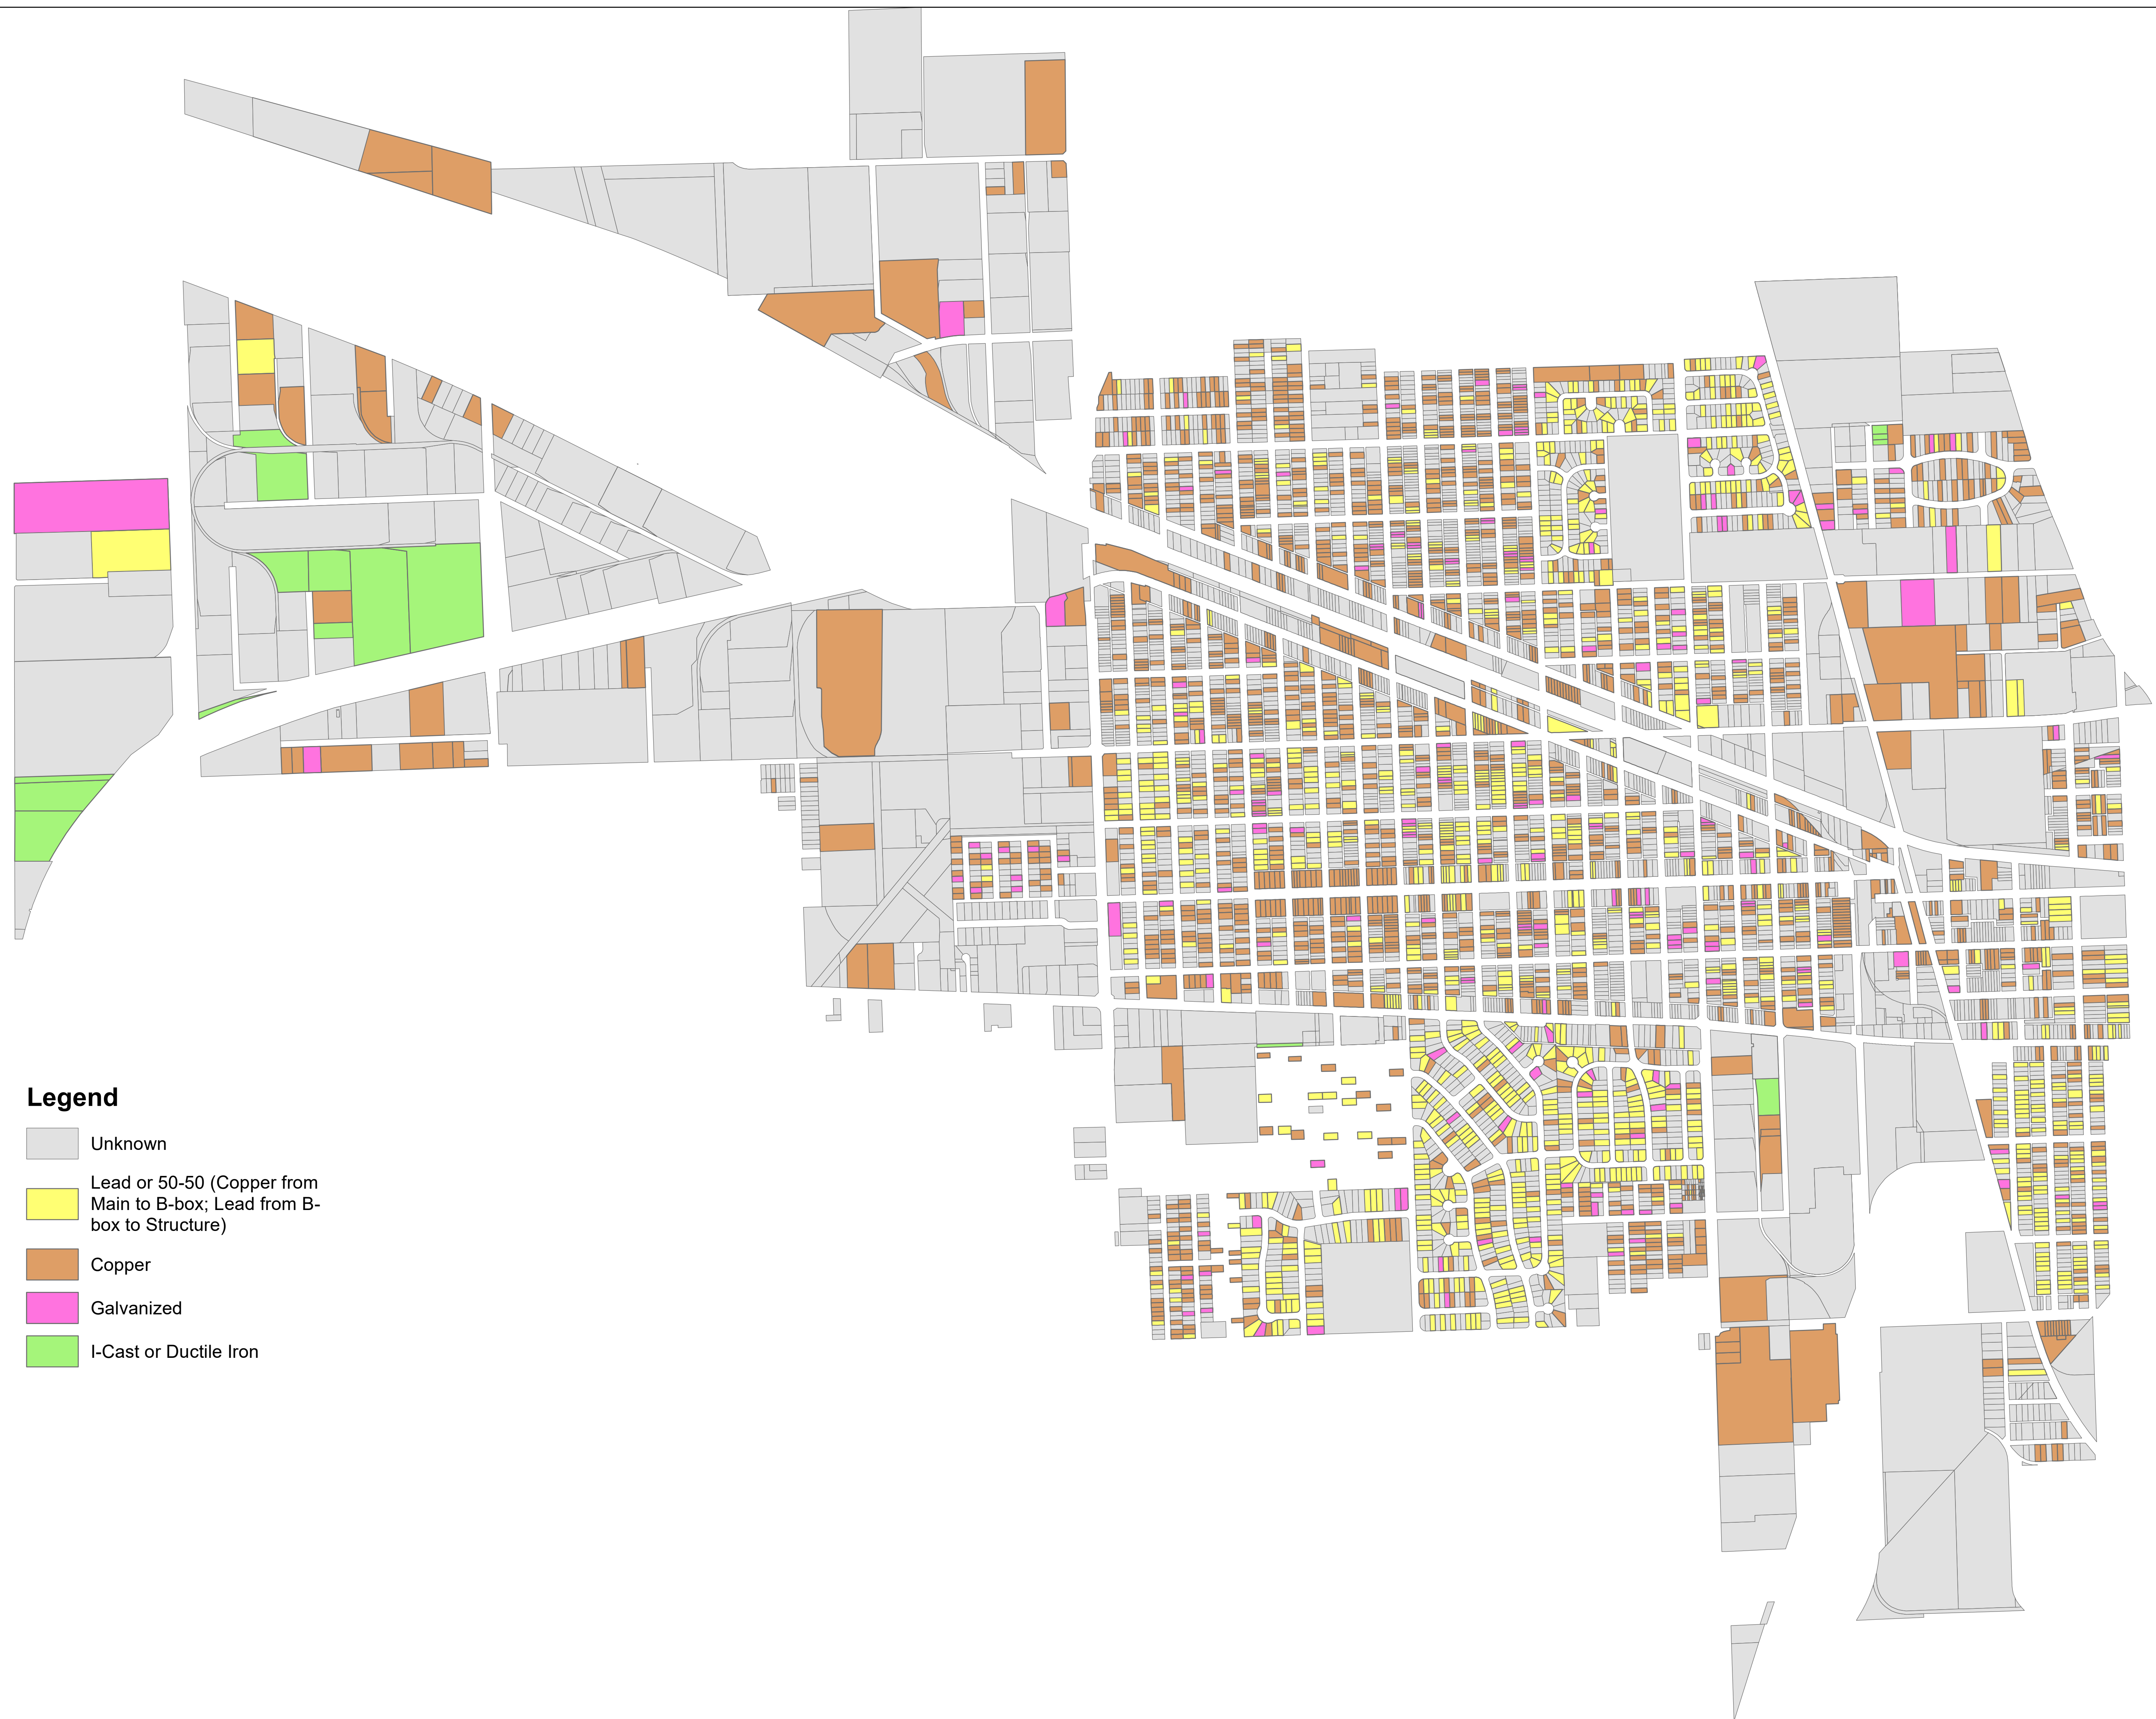 Legend
Unknown
Lead or 50-50 (Copper from
Main to B-box; Lead from B-
box to Structure)
Copper
Galvanized
I-Cast or Ductile Iron